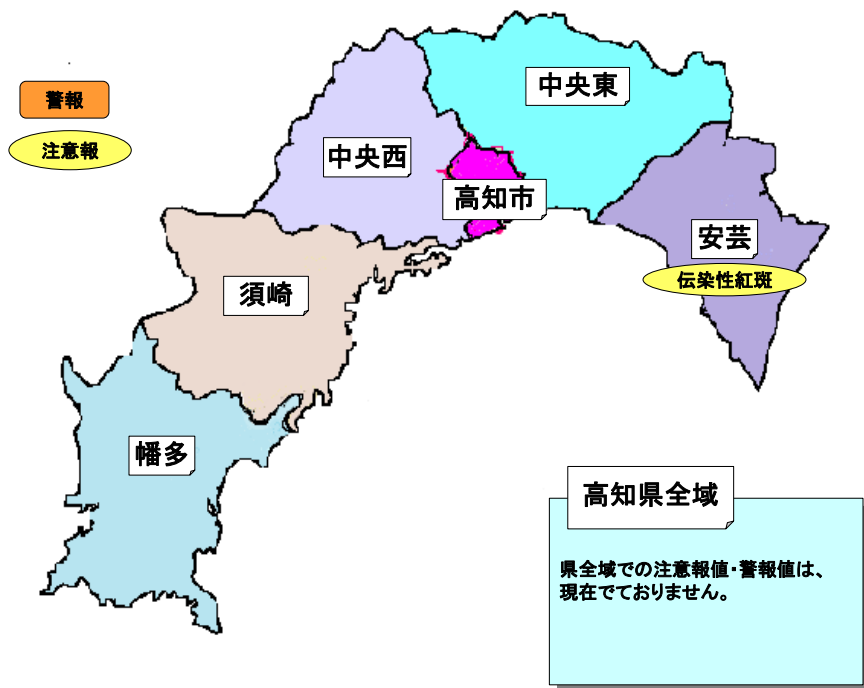 警報
注意報
中央東
中央西
高知市
安芸
伝染性紅斑
須崎
幡多
高知県全域
県全域での注意報値・警報値は、
現在でておりません。